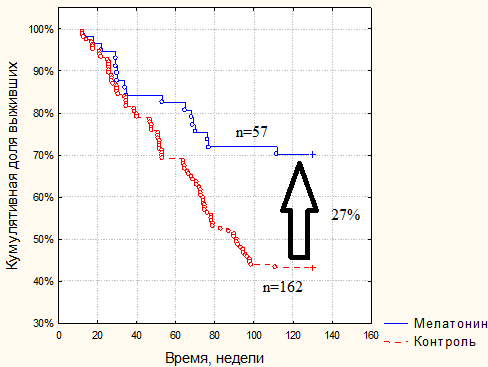 Кумулятивная доля выживших
100%
90%
80%
70%
60%
50%
40%
30%
n=57
27%
n=162
0 20 40 60 80 100 120 140 160
Время, недели
Мелатонин
Контроль